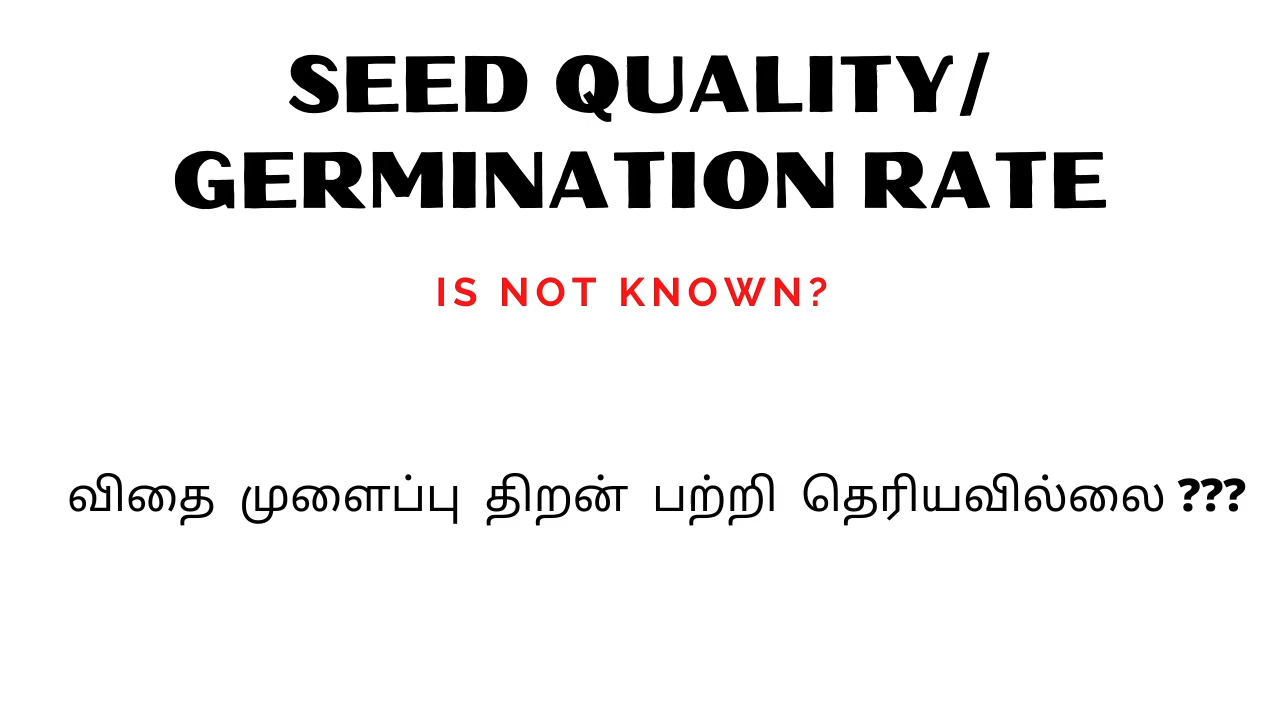 SEED QUALITY/
GERMINATION RATE
IS NOT KNOWN?
விதை முளைப்பு திறன் பற்றி தெரியவில்லை ???